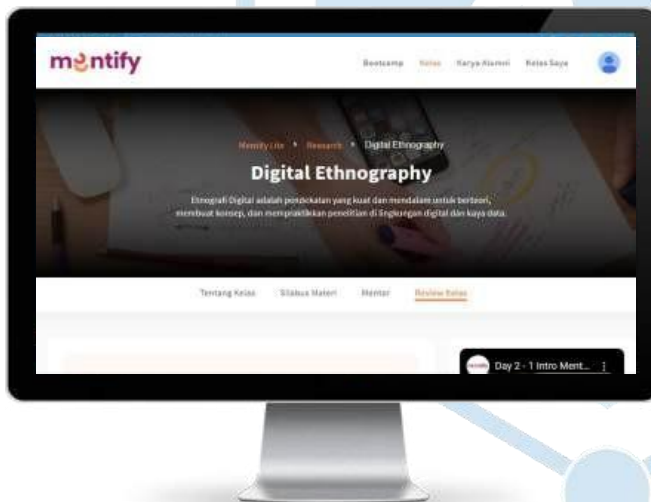 mentify
Bootcamp Kelas Karya Alumni Kelas Saya
Mentify Lite Research Digital Ethnography
Digital Ethnography
Etnografi Digital adalah pendekatan yang kuat dan mendalam untuk berteori,
membuat konsep, dan mempraktikkan penelitian di lingkungan digital dan kaya data.
Tentang Kelas Silabus Materi Mentor Review Kelas
Day 2 - 1 Intro Ment...